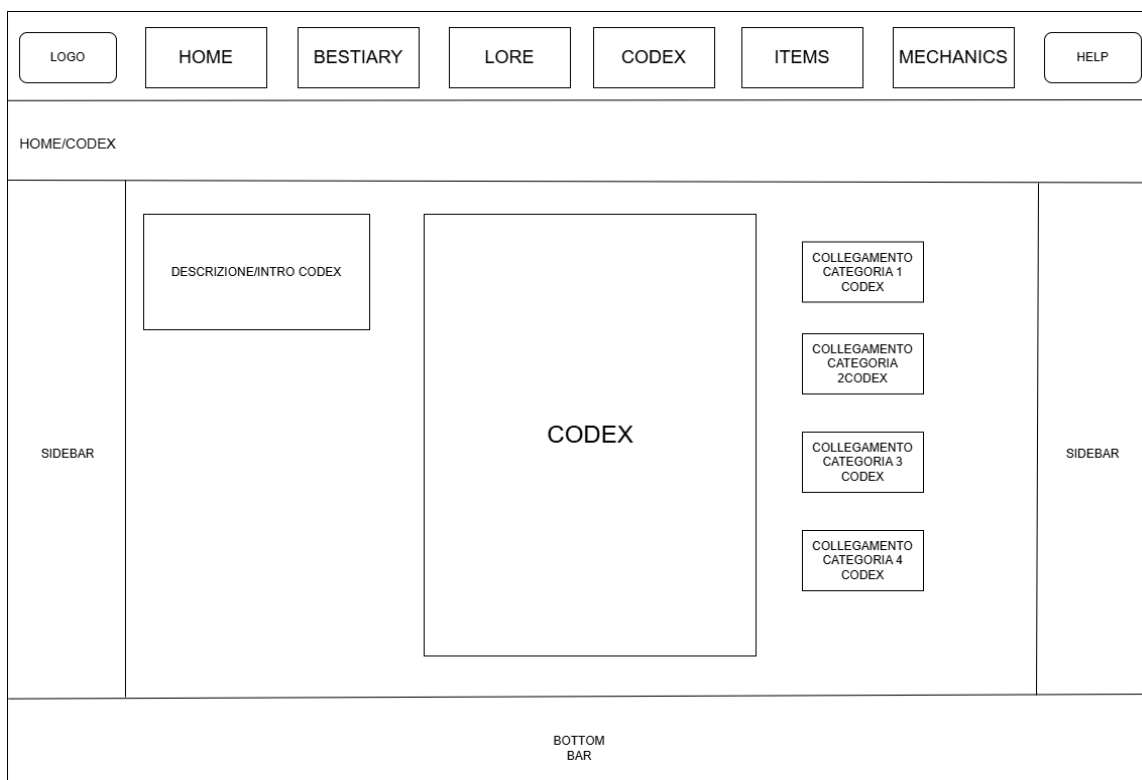 LOGO
HOME
BESTIARY
LORE
CODEX
ITEMS
MECHANICS
HELP
HOME/CODEX
SIDEBAR
DESCRIZIONE/INTRO CODEX
CODEX
COLLEGAMENTO
CATEGORIA 1
CODEX
COLLEGAMENTO
CATEGORIA
2CODEX
COLLEGAMENTO
CATEGORIA 3
CODEX
COLLEGAMENTO
CATEGORIA 4
CODEX
SIDEBAR
BOTTOM
BAR